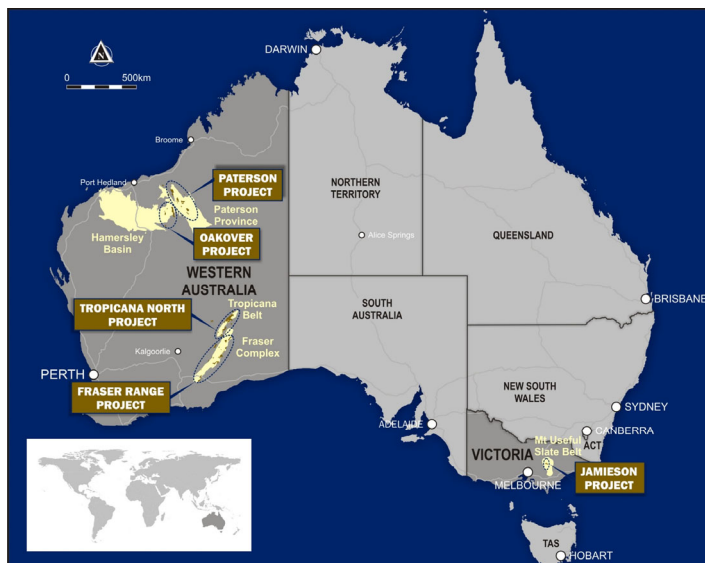 N
0 500km
DARWIN
Broome
Port Hedland
PATERSON
PROJECT
NORTHERN
TERRITORY
Paterson
Province
Hamersley
Basin
OAKOVER
PROJECT
Alice Springs
QUEENSLAND
WESTERN
AUSTRALIA
TROPICANA NORTH
PROJECT
Tropicana
Belt
SOUTH
AUSTRALIA
BRISBANE
Kalgoorlie
Fraser
Complex
PERTH
FRASER RANGE
PROJECT
NEW SOUTH
WALES
SYDNEY
ADELAIDE
CANBERRA
ACT
Mt Useful
Slate Belt
VICTORIA
MELBOURNE
JAMIESON
PROJECT
TAS
HOBART